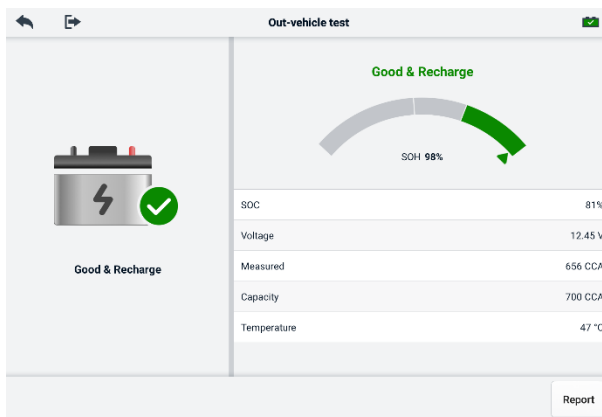 Out-vehicle test
Good & Recharge
Good & Recharge
SOH 98%
SOC 81%
Voltage 12.45 V
Measured 656 CCA
Capacity 700 CCA
Temperature 47 °C
Report